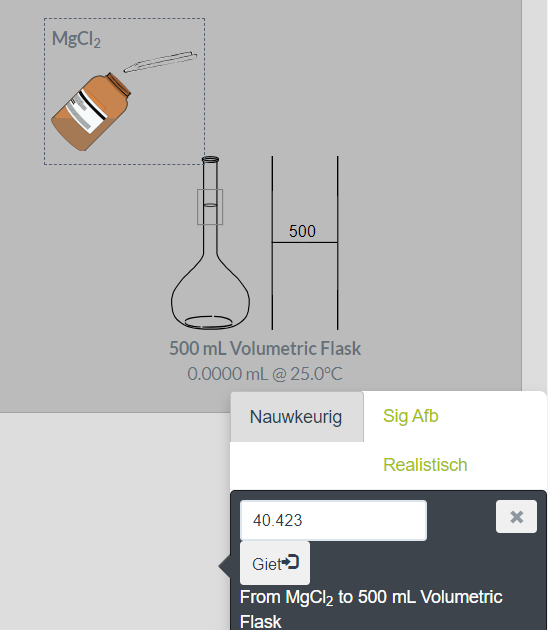 MgCl₂
500
500 mL Volumetric Flask
0.0000 mL @ 25.0°C
Nauwkeurig
Sig Afb
Realistisch
40.423
Giet
From MgCl₂ to 500 mL Volumetric
Flask